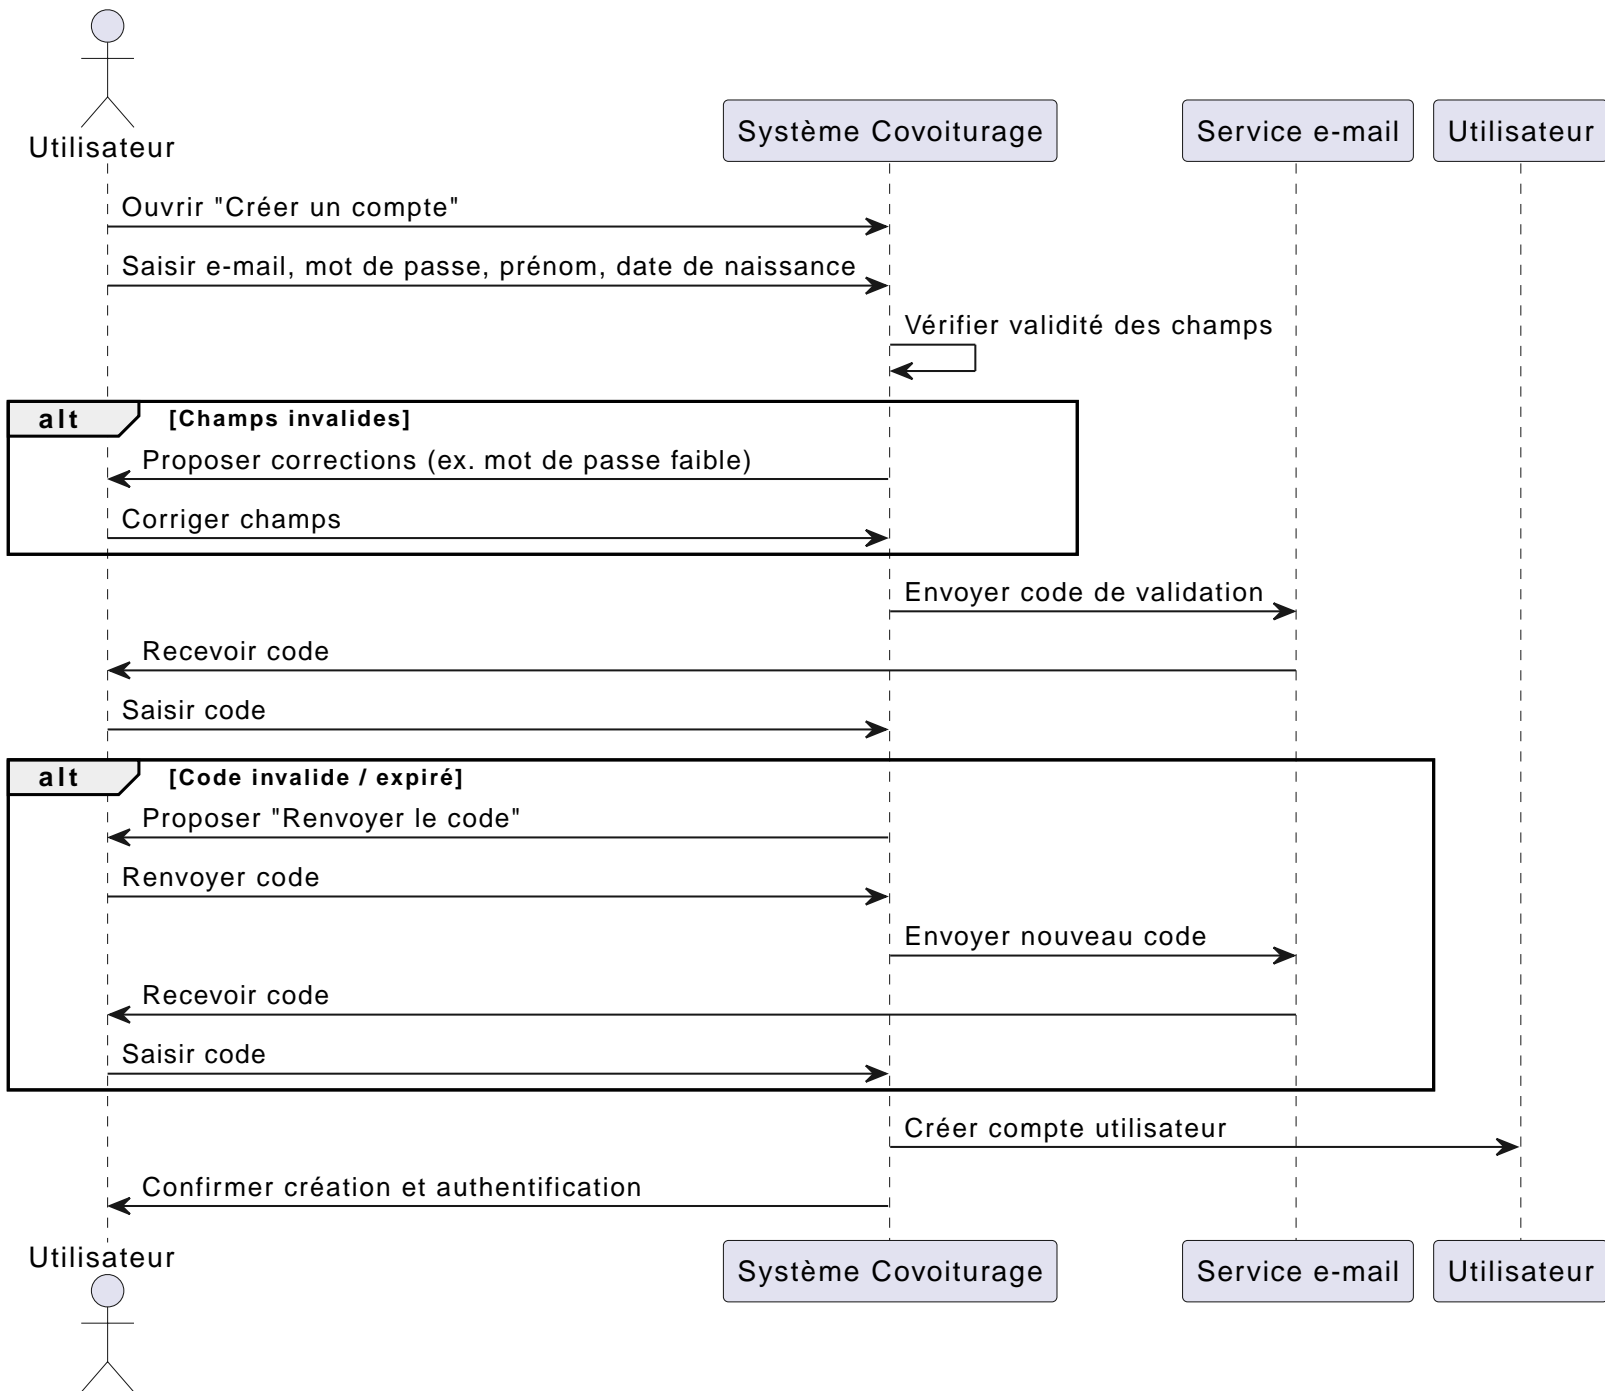 Utilisateur
Système Covoiturage
Service e-mail
Utilisateur
Ouvrir "Créer un compte"
Saisir e-mail, mot de passe, prénom, date de naissance
Vérifier validité des champs
alt [Champs invalides]
Proposer corrections (ex. mot de passe faible)
Corriger champs
Envoyer code de validation
Recevoir code
Saisir code
alt [Code invalide / expiré]
Proposer "Renvoyer le code"
Renvoyer code
Envoyer nouveau code
Recevoir code
Saisir code
Créer compte utilisateur
Confirmer création et authentification
Utilisateur
Système Covoiturage
Service e-mail
Utilisateur